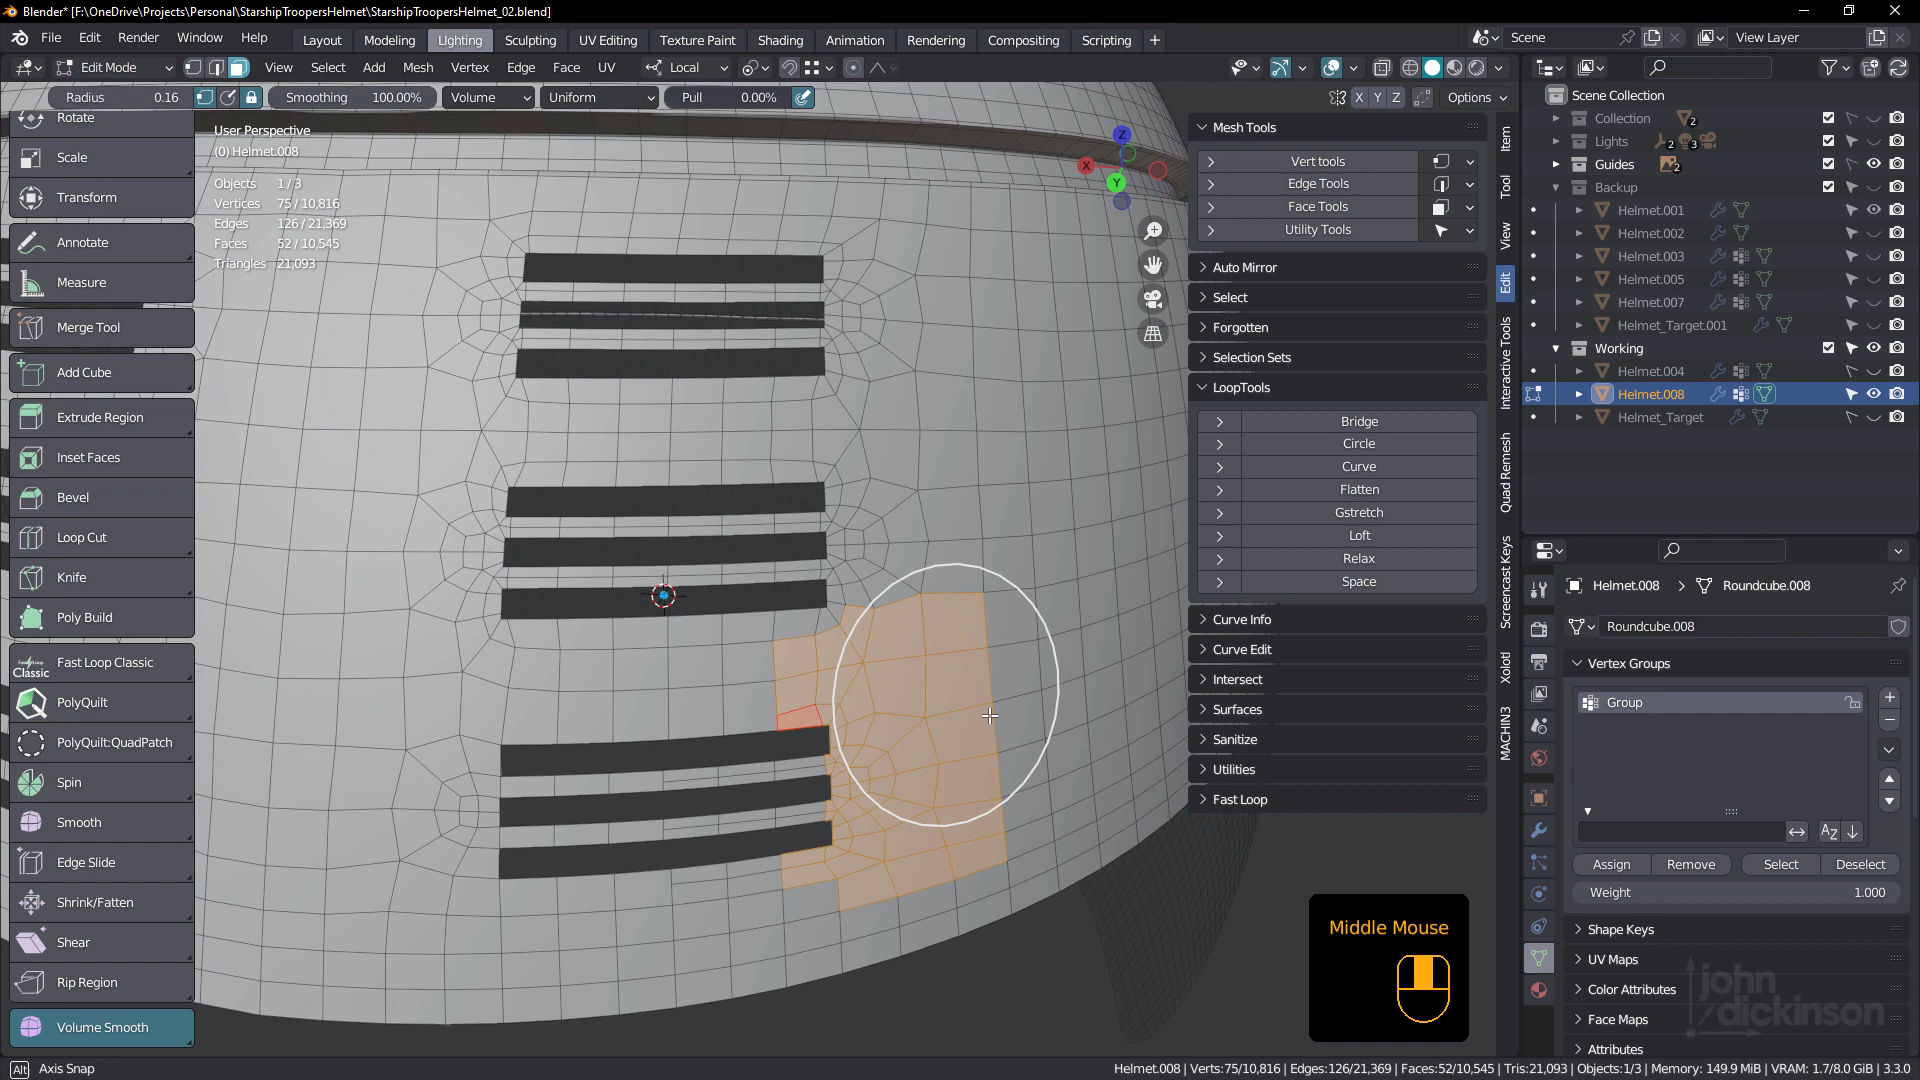 Blender* [F:\OneDrive\Projects\Personal\StarshipTroopersHelmet\StarshipTroopersHelmet_02.blend]
File Edit Render Window Help Layout Modeling Lighting Sculpting UV Editing Texture Paint Shading Animation Rendering Compositing Scripting + Scene View Layer
Edit Mode View Select Add Mesh Vertex Edge Face UV Local
Radius 0.16 Smoothing 100.00% Volume Uniform Pull 0.00% X Y Z Options
Rotate
Scale
Transform
Annotate
Measure
Merge Tool
Add Cube
Extrude Region
Inset Faces
Bevel
Loop Cut
Knife
Poly Build
Fast Loop Classic
Classic
PolyQuilt
PolyQuilt:QuadPatch
Spin
Smooth
Edge Slide
Shrink/Fatten
Shear
Rip Region
Volume Smooth
User Perspective
(0) Helmet.008
Objects 1 / 3
Vertices 75 / 10,816
Edges 126 / 21,369
Faces 52 / 10,545
Triangles 21,093
Z
X
Y
Mesh Tools
Vert tools
Edge Tools
Face Tools
Utility Tools
Auto Mirror
Select
Forgotten
Selection Sets
LoopTools
Bridge
Circle
Curve
Flatten
Gstretch
Loft
Relax
Space
Curve Info
Curve Edit
Intersect
Surfaces
Sanitize
Utilities
Fast Loop
Item
Tool
View
Edit
Interactive Tools
Quad Remesh
Screencast Keys
Xolotl
MACHIN3
Middle Mouse
Scene Collection
Collection 2
Lights 2 3
Guides 2
Backup
Helmet.001
Helmet.002
Helmet.003
Helmet.005
Helmet.007
Helmet_Target.001
Working
Helmet.004
Helmet.008
Helmet_Target
Helmet.008 > Roundcube.008
Roundcube.008
Vertex Groups
Group
Assign Remove Select Deselect
Weight 1.000
Shape Keys
UV Maps
Color Attributes
Face Maps
Attributes
john
dickinson
Alt Axis Snap
Helmet.008 | Verts:75/10,816 | Edges:126/21,369 | Faces:52/10,545 | Tris:21,093 | Objects:1/3 | Memory: 149.9 MiB | VRAM: 1.7/8.0 GiB | 3.3.0